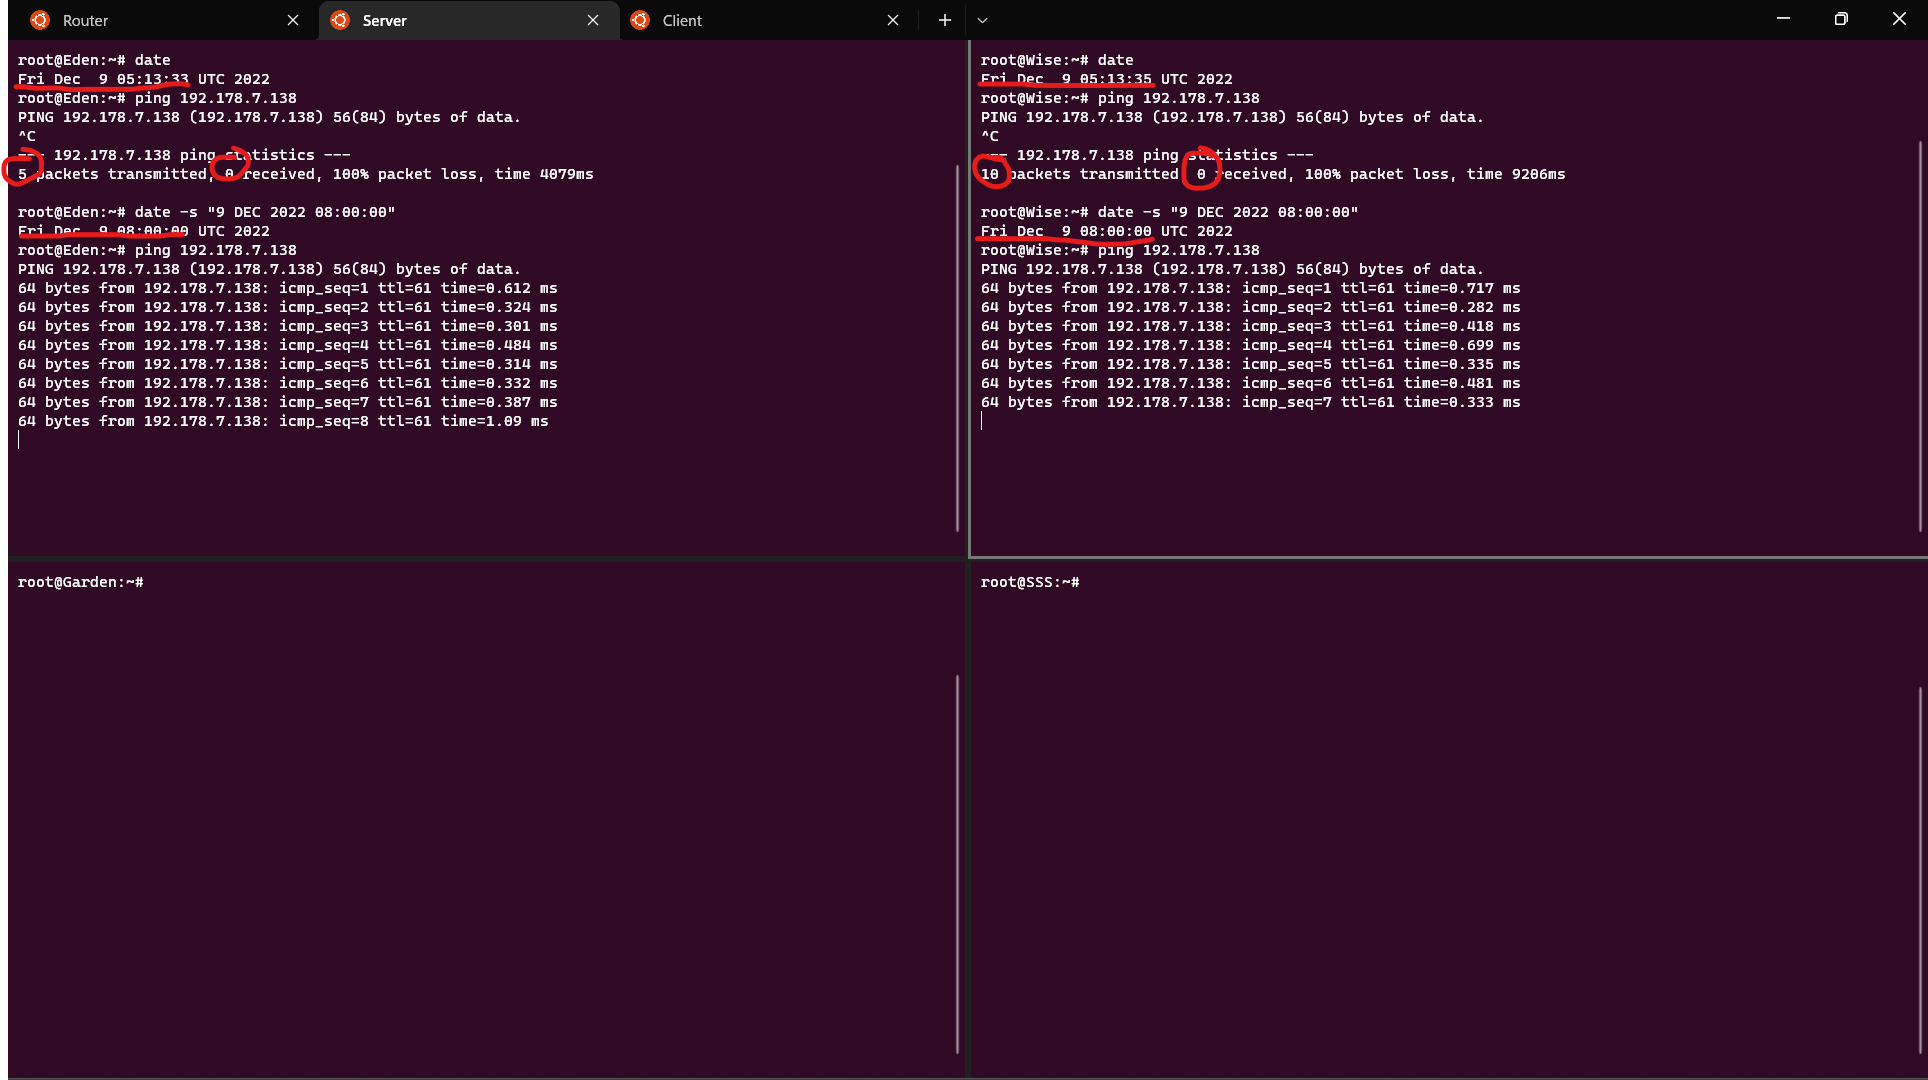 Router
Server
Client
root@Eden:~# date
Fri Dec  9 05:13:33 UTC 2022
root@Eden:~# ping 192.178.7.138
PING 192.178.7.138 (192.178.7.138) 56(84) bytes of data.
^C
--- 192.178.7.138 ping statistics ---
5 packets transmitted, 0 received, 100% packet loss, time 4079ms
root@Eden:~# date -s "9 DEC 2022 08:00:00"
Fri Dec  9 08:00:00 UTC 2022
root@Eden:~# ping 192.178.7.138
PING 192.178.7.138 (192.178.7.138) 56(84) bytes of data.
64 bytes from 192.178.7.138: icmp_seq=1 ttl=61 time=0.612 ms
64 bytes from 192.178.7.138: icmp_seq=2 ttl=61 time=0.324 ms
64 bytes from 192.178.7.138: icmp_seq=3 ttl=61 time=0.301 ms
64 bytes from 192.178.7.138: icmp_seq=4 ttl=61 time=0.484 ms
64 bytes from 192.178.7.138: icmp_seq=5 ttl=61 time=0.314 ms
64 bytes from 192.178.7.138: icmp_seq=6 ttl=61 time=0.332 ms
64 bytes from 192.178.7.138: icmp_seq=7 ttl=61 time=0.387 ms
64 bytes from 192.178.7.138: icmp_seq=8 ttl=61 time=1.09 ms
root@Wise:~# date
Fri Dec  9 05:13:35 UTC 2022
root@Wise:~# ping 192.178.7.138
PING 192.178.7.138 (192.178.7.138) 56(84) bytes of data.
^C
--- 192.178.7.138 ping statistics ---
10 packets transmitted, 0 received, 100% packet loss, time 9206ms
root@Wise:~# date -s "9 DEC 2022 08:00:00"
Fri Dec  9 08:00:00 UTC 2022
root@Wise:~# ping 192.178.7.138
PING 192.178.7.138 (192.178.7.138) 56(84) bytes of data.
64 bytes from 192.178.7.138: icmp_seq=1 ttl=61 time=0.717 ms
64 bytes from 192.178.7.138: icmp_seq=2 ttl=61 time=0.282 ms
64 bytes from 192.178.7.138: icmp_seq=3 ttl=61 time=0.418 ms
64 bytes from 192.178.7.138: icmp_seq=4 ttl=61 time=0.699 ms
64 bytes from 192.178.7.138: icmp_seq=5 ttl=61 time=0.335 ms
64 bytes from 192.178.7.138: icmp_seq=6 ttl=61 time=0.481 ms
64 bytes from 192.178.7.138: icmp_seq=7 ttl=61 time=0.333 ms
root@Garden:~#
root@SSS:~#